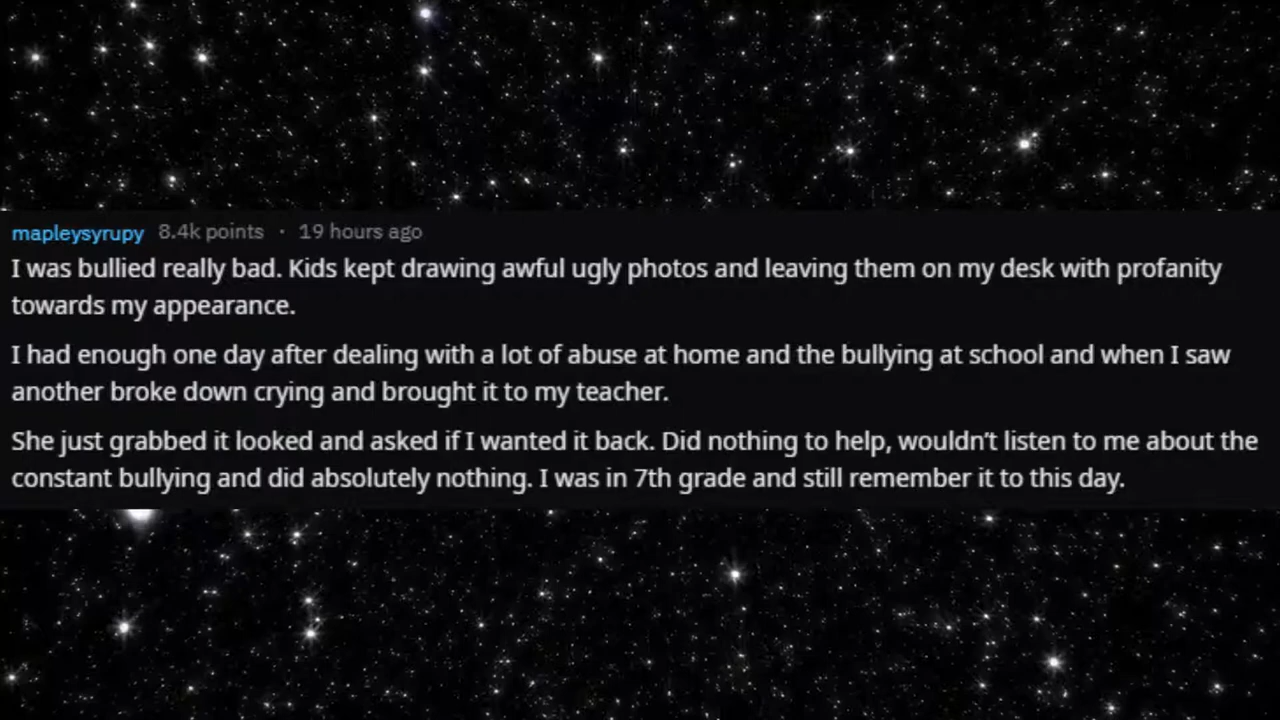 mapleysyrupy 8.4k points · 19 hours ago
I was bullied really bad. Kids kept drawing awful ugly photos and leaving them on my desk with profanity
towards my appearance.
I had enough one day after dealing with a lot of abuse at home and the bullying at school and when I saw
another broke down crying and brought it to my teacher.
She just grabbed it looked and asked if I wanted it back. Did nothing to help, wouldn't listen to me about the
constant bullying and did absolutely nothing. I was in 7th grade and still remember it to this day.